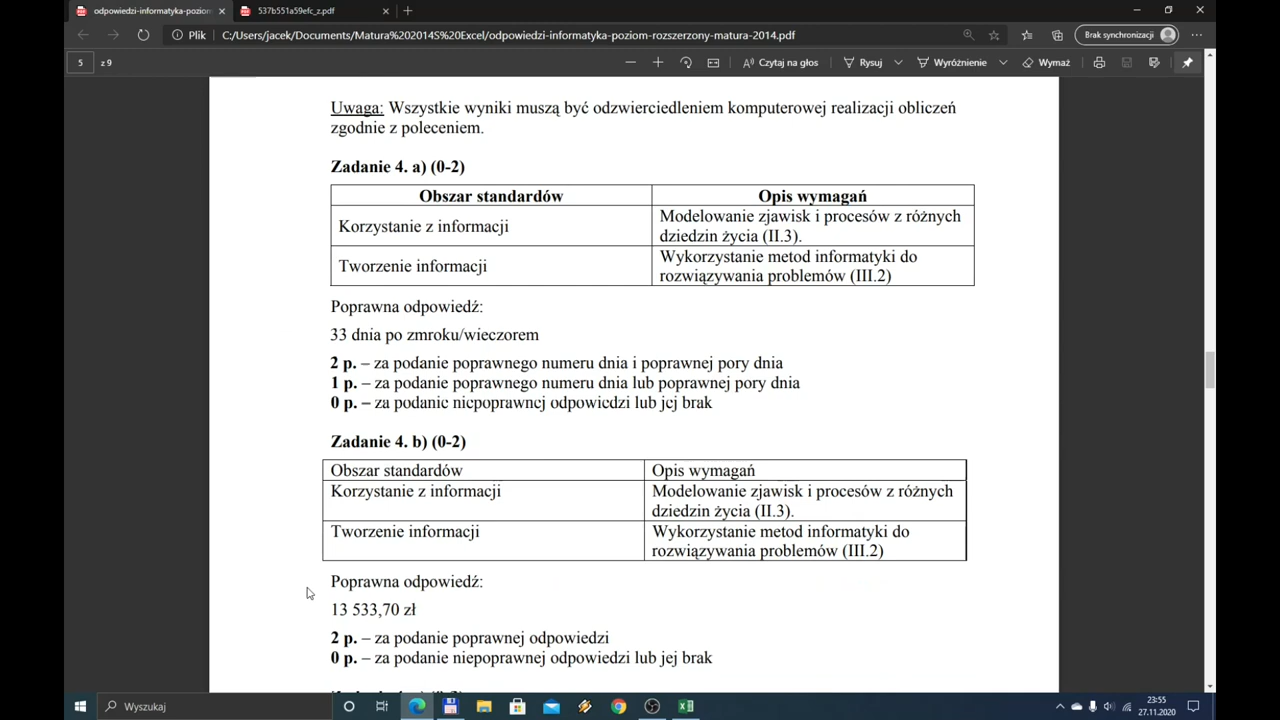 odpowiedzi-informatyka-poziom
537b551a59efc_z.pdf
Plik
C:/Users/jacek/Documents/Matura%202014S%20Excel/odpowiedzi-informatyka-poziom-rozszerzony-matura-2014.pdf
Brak synchronizacji
5
z 9
Czytaj na głos
Rysuj
Wyróżnienie
Wymaż
Uwaga: Wszystkie wyniki muszą być odzwierciedleniem komputerowej realizacji obliczeń
zgodnie z poleceniem.
Zadanie 4. a) (0-2)
Obszar standardów
Opis wymagań
Korzystanie z informacji
Modelowanie zjawisk i procesów z różnych
dziedzin życia (II.3).
Tworzenie informacji
Wykorzystanie metod informatyki do
rozwiązywania problemów (III.2)
Poprawna odpowiedź:
33 dnia po zmroku/wieczorem
2 p. – za podanie poprawnego numeru dnia i poprawnej pory dnia
1 p. – za podanie poprawnego numeru dnia lub poprawnej pory dnia
0 p. – za podanie niepoprawnej odpowiedzi lub jej brak
Zadanie 4. b) (0-2)
Obszar standardów
Opis wymagań
Korzystanie z informacji
Modelowanie zjawisk i procesów z różnych
dziedzin życia (II.3).
Tworzenie informacji
Wykorzystanie metod informatyki do
rozwiązywania problemów (III.2)
Poprawna odpowiedź:
13 533,70 zł
2 p. – za podanie poprawnej odpowiedzi
0 p. – za podanie niepoprawnej odpowiedzi lub jej brak
Wyszukaj
23:55
27.11.2020